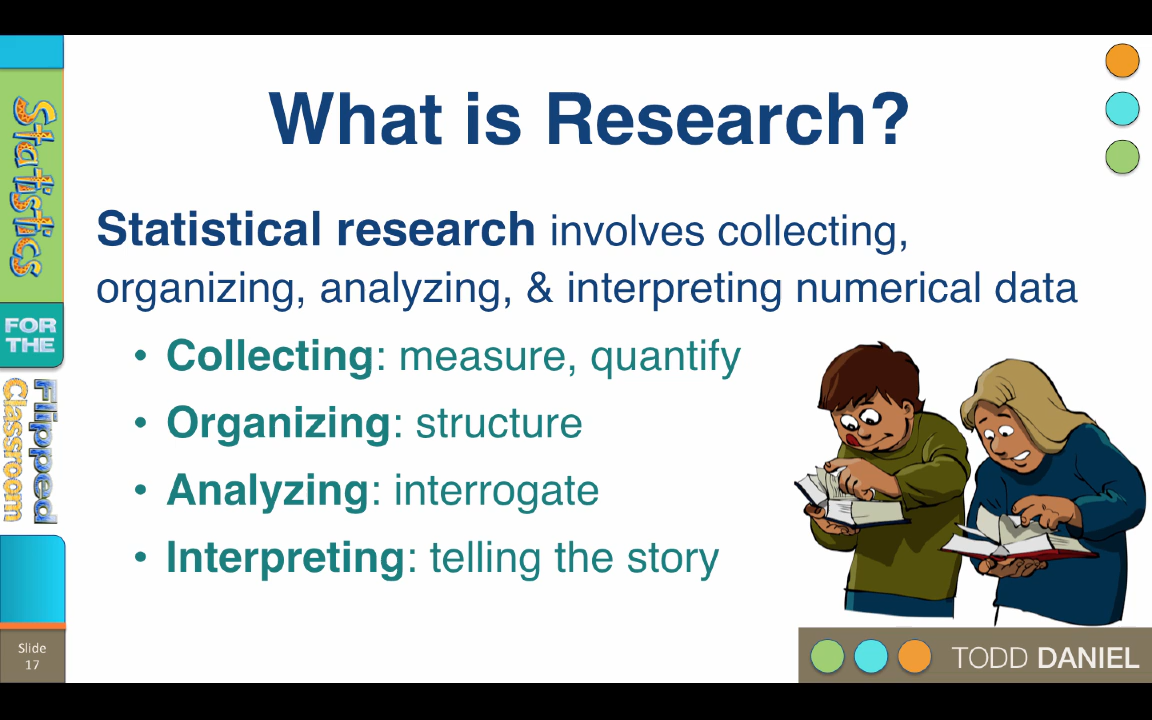 What is Research?
Statistical research involves collecting,
organizing, analyzing, & interpreting numerical data
• Collecting: measure, quantify
• Organizing: structure
• Analyzing: interrogate
• Interpreting: telling the story
Statistics
FOR THE
Flipped
Classroom
Slide
17
TODD DANIEL